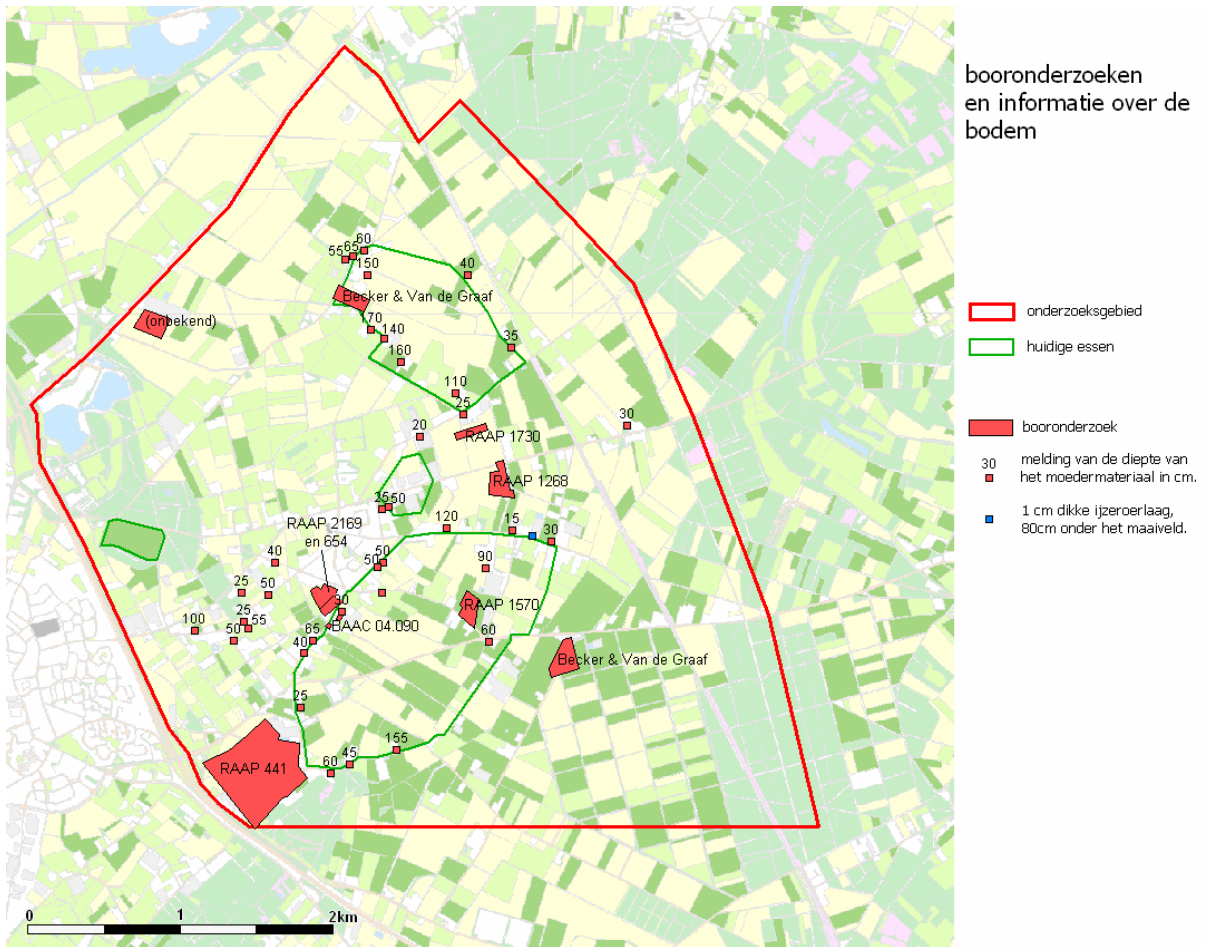 booronderzoeken
en informatie over de
bodem
onderzoeksgebied
huidige essen
booronderzoek
30
melding van de diepte van
het moedermateriaal in cm.
1 cm dikke ijzeroerlaag,
80cm onder het maaiveld.
60
65
55
150
40
Becker & Van de Graaf
(onbekend)
70
140
35
160
110
25
30
20
RAAP 1730
RAAP 1268
25
50
RAAP 2169
en 654
120
15
30
40
50
50
90
25
50
30
RAAP 1570
25
55
BAAC 04.090
100
50
65
60
40
Becker & Van de Graaf
25
155
45
60
RAAP 441
0
1
2km